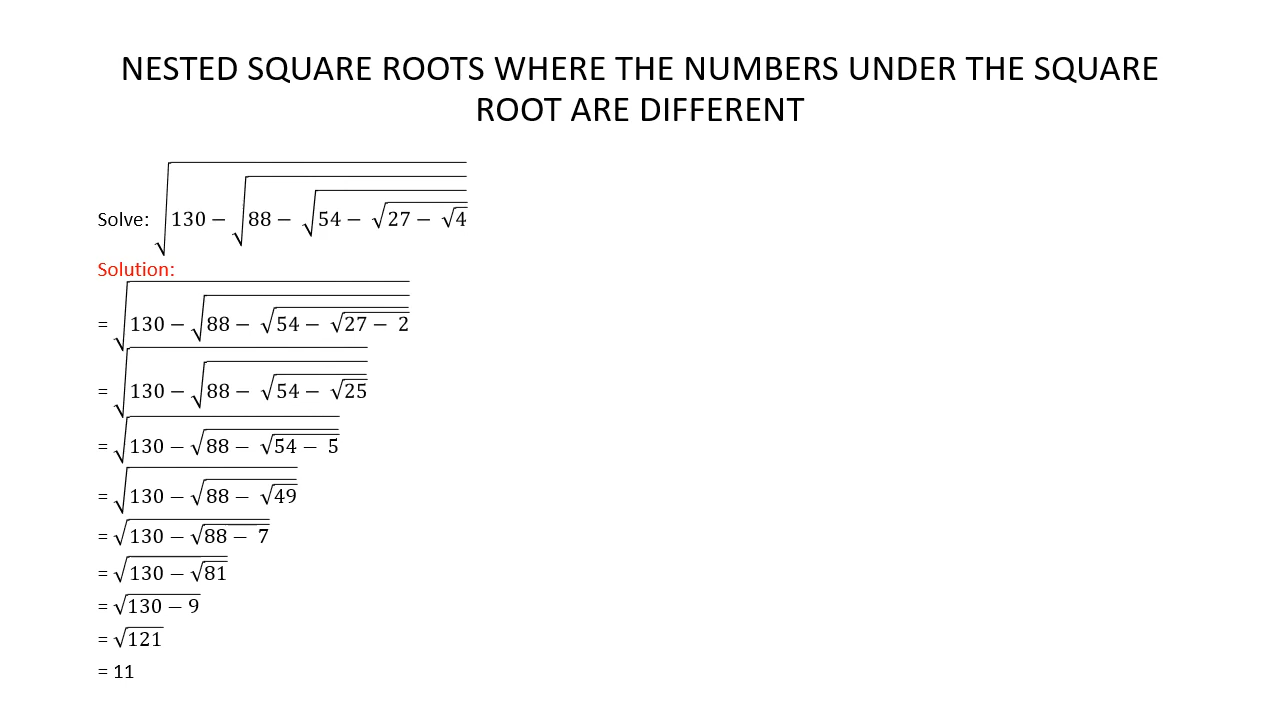 NESTED SQUARE ROOTS WHERE THE NUMBERS UNDER THE SQUARE
ROOT ARE DIFFERENT
Solve: √(130 − √(88 − √(54 − √(27 − √4))))
Solution:
= √(130 − √(88 − √(54 − √(27 − 2))))
= √(130 − √(88 − √(54 − √25)))
= √(130 − √(88 − √(54 − 5)))
= √(130 − √(88 − √49))
= √(130 − √(88 − 7))
= √(130 − √81)
= √(130 − 9)
= √121
= 11